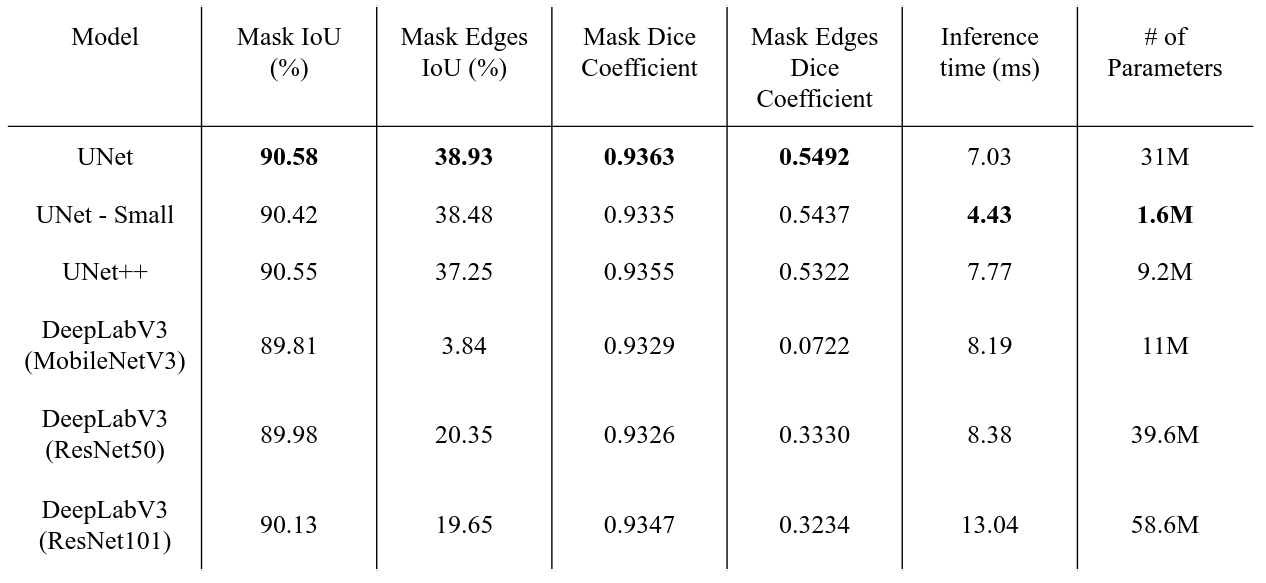 Model Mask IoU (%) Mask Edges IoU (%) Mask Dice Coefficient Mask Edges Dice Coefficient Inference time (ms) # of Parameters
UNet 90.58 38.93 0.9363 0.5492 7.03 31M
UNet - Small 90.42 38.48 0.9335 0.5437 4.43 1.6M
UNet++ 90.55 37.25 0.9355 0.5322 7.77 9.2M
DeepLabV3 (MobileNetV3) 89.81 3.84 0.9329 0.0722 8.19 11M
DeepLabV3 (ResNet50) 89.98 20.35 0.9326 0.3330 8.38 39.6M
DeepLabV3 (ResNet101) 90.13 19.65 0.9347 0.3234 13.04 58.6M